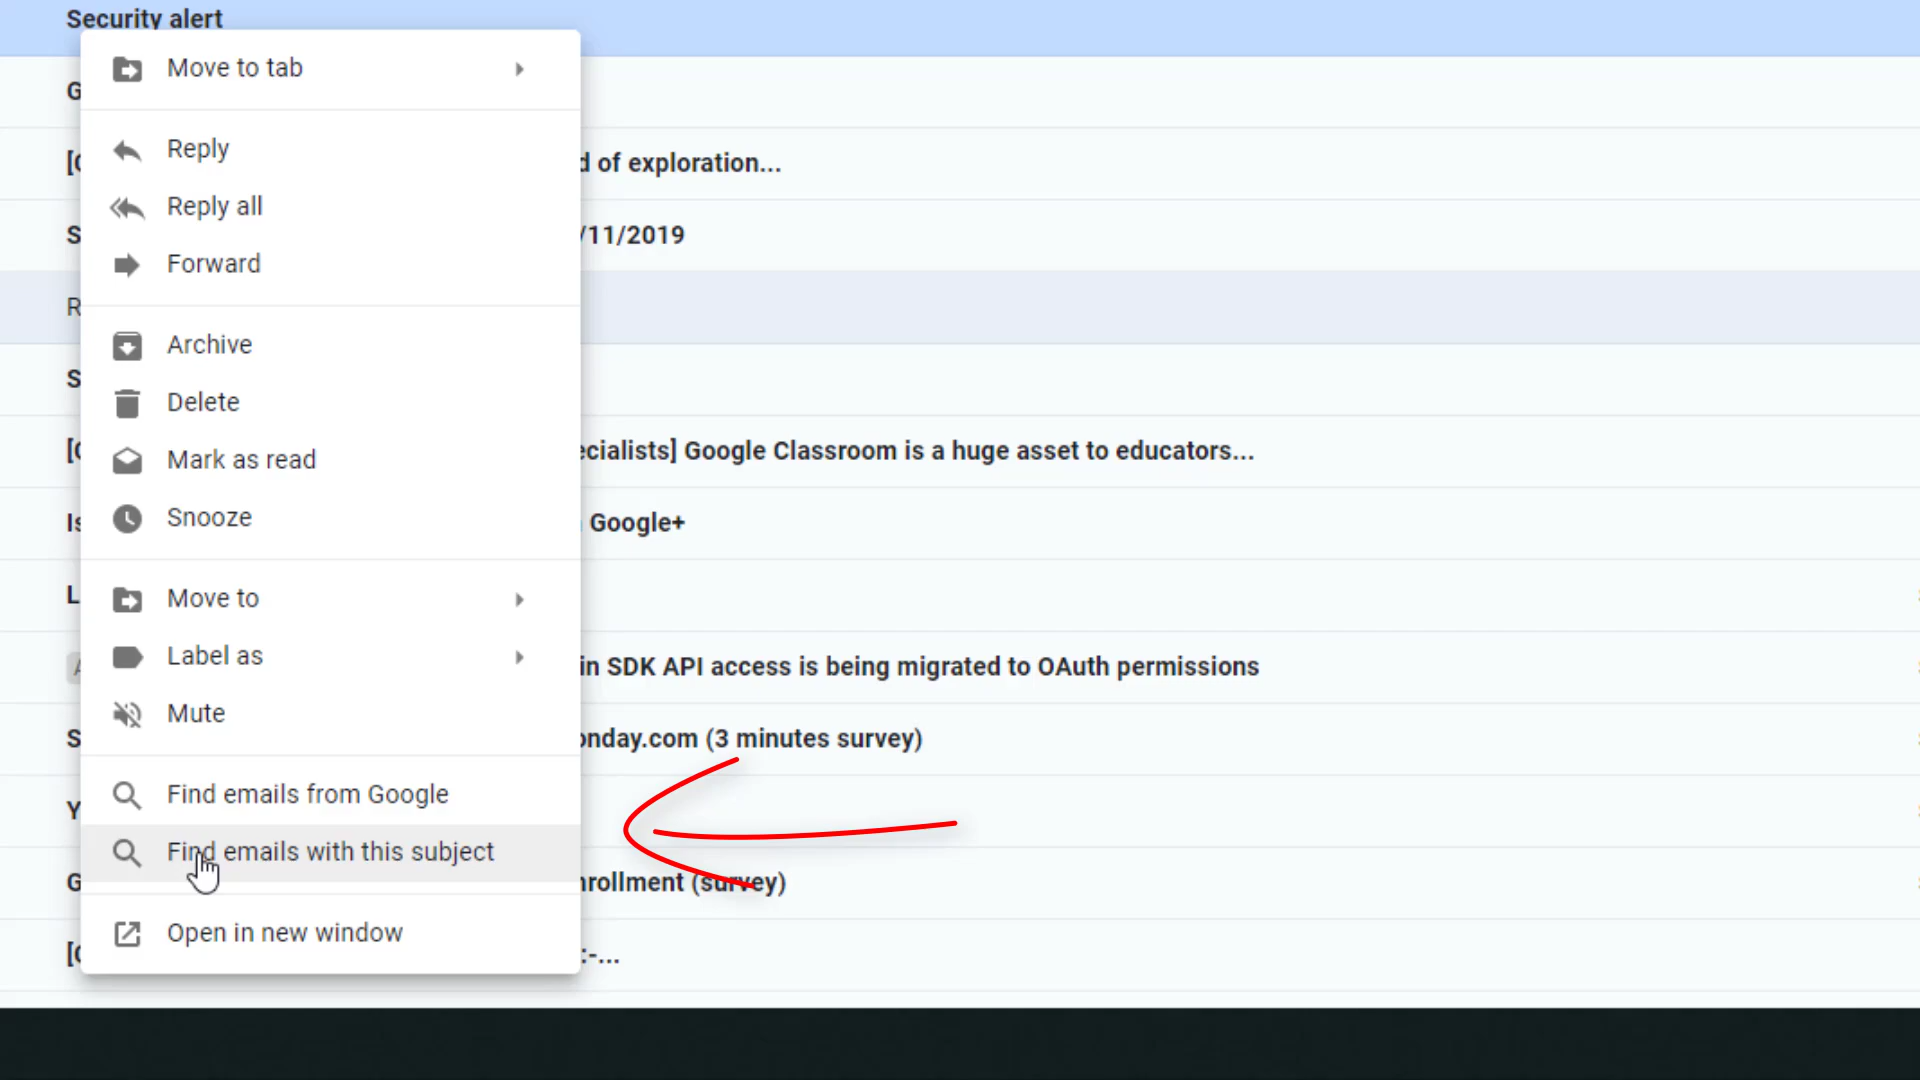 Security alert
Move to tab
G
Reply
[C
d of exploration...
Reply all
S
/11/2019
Forward
R
Archive
S
Delete
[C
ecialists] Google Classroom is a huge asset to educators...
Mark as read
Snooze
Is
Google+
Move to
L
Label as
A
in SDK API access is being migrated to OAuth permissions
Mute
S
onday.com (3 minutes survey)
Find emails from Google
Y
Find emails with this subject
G
nrollment (survey)
Open in new window
[C
:-...